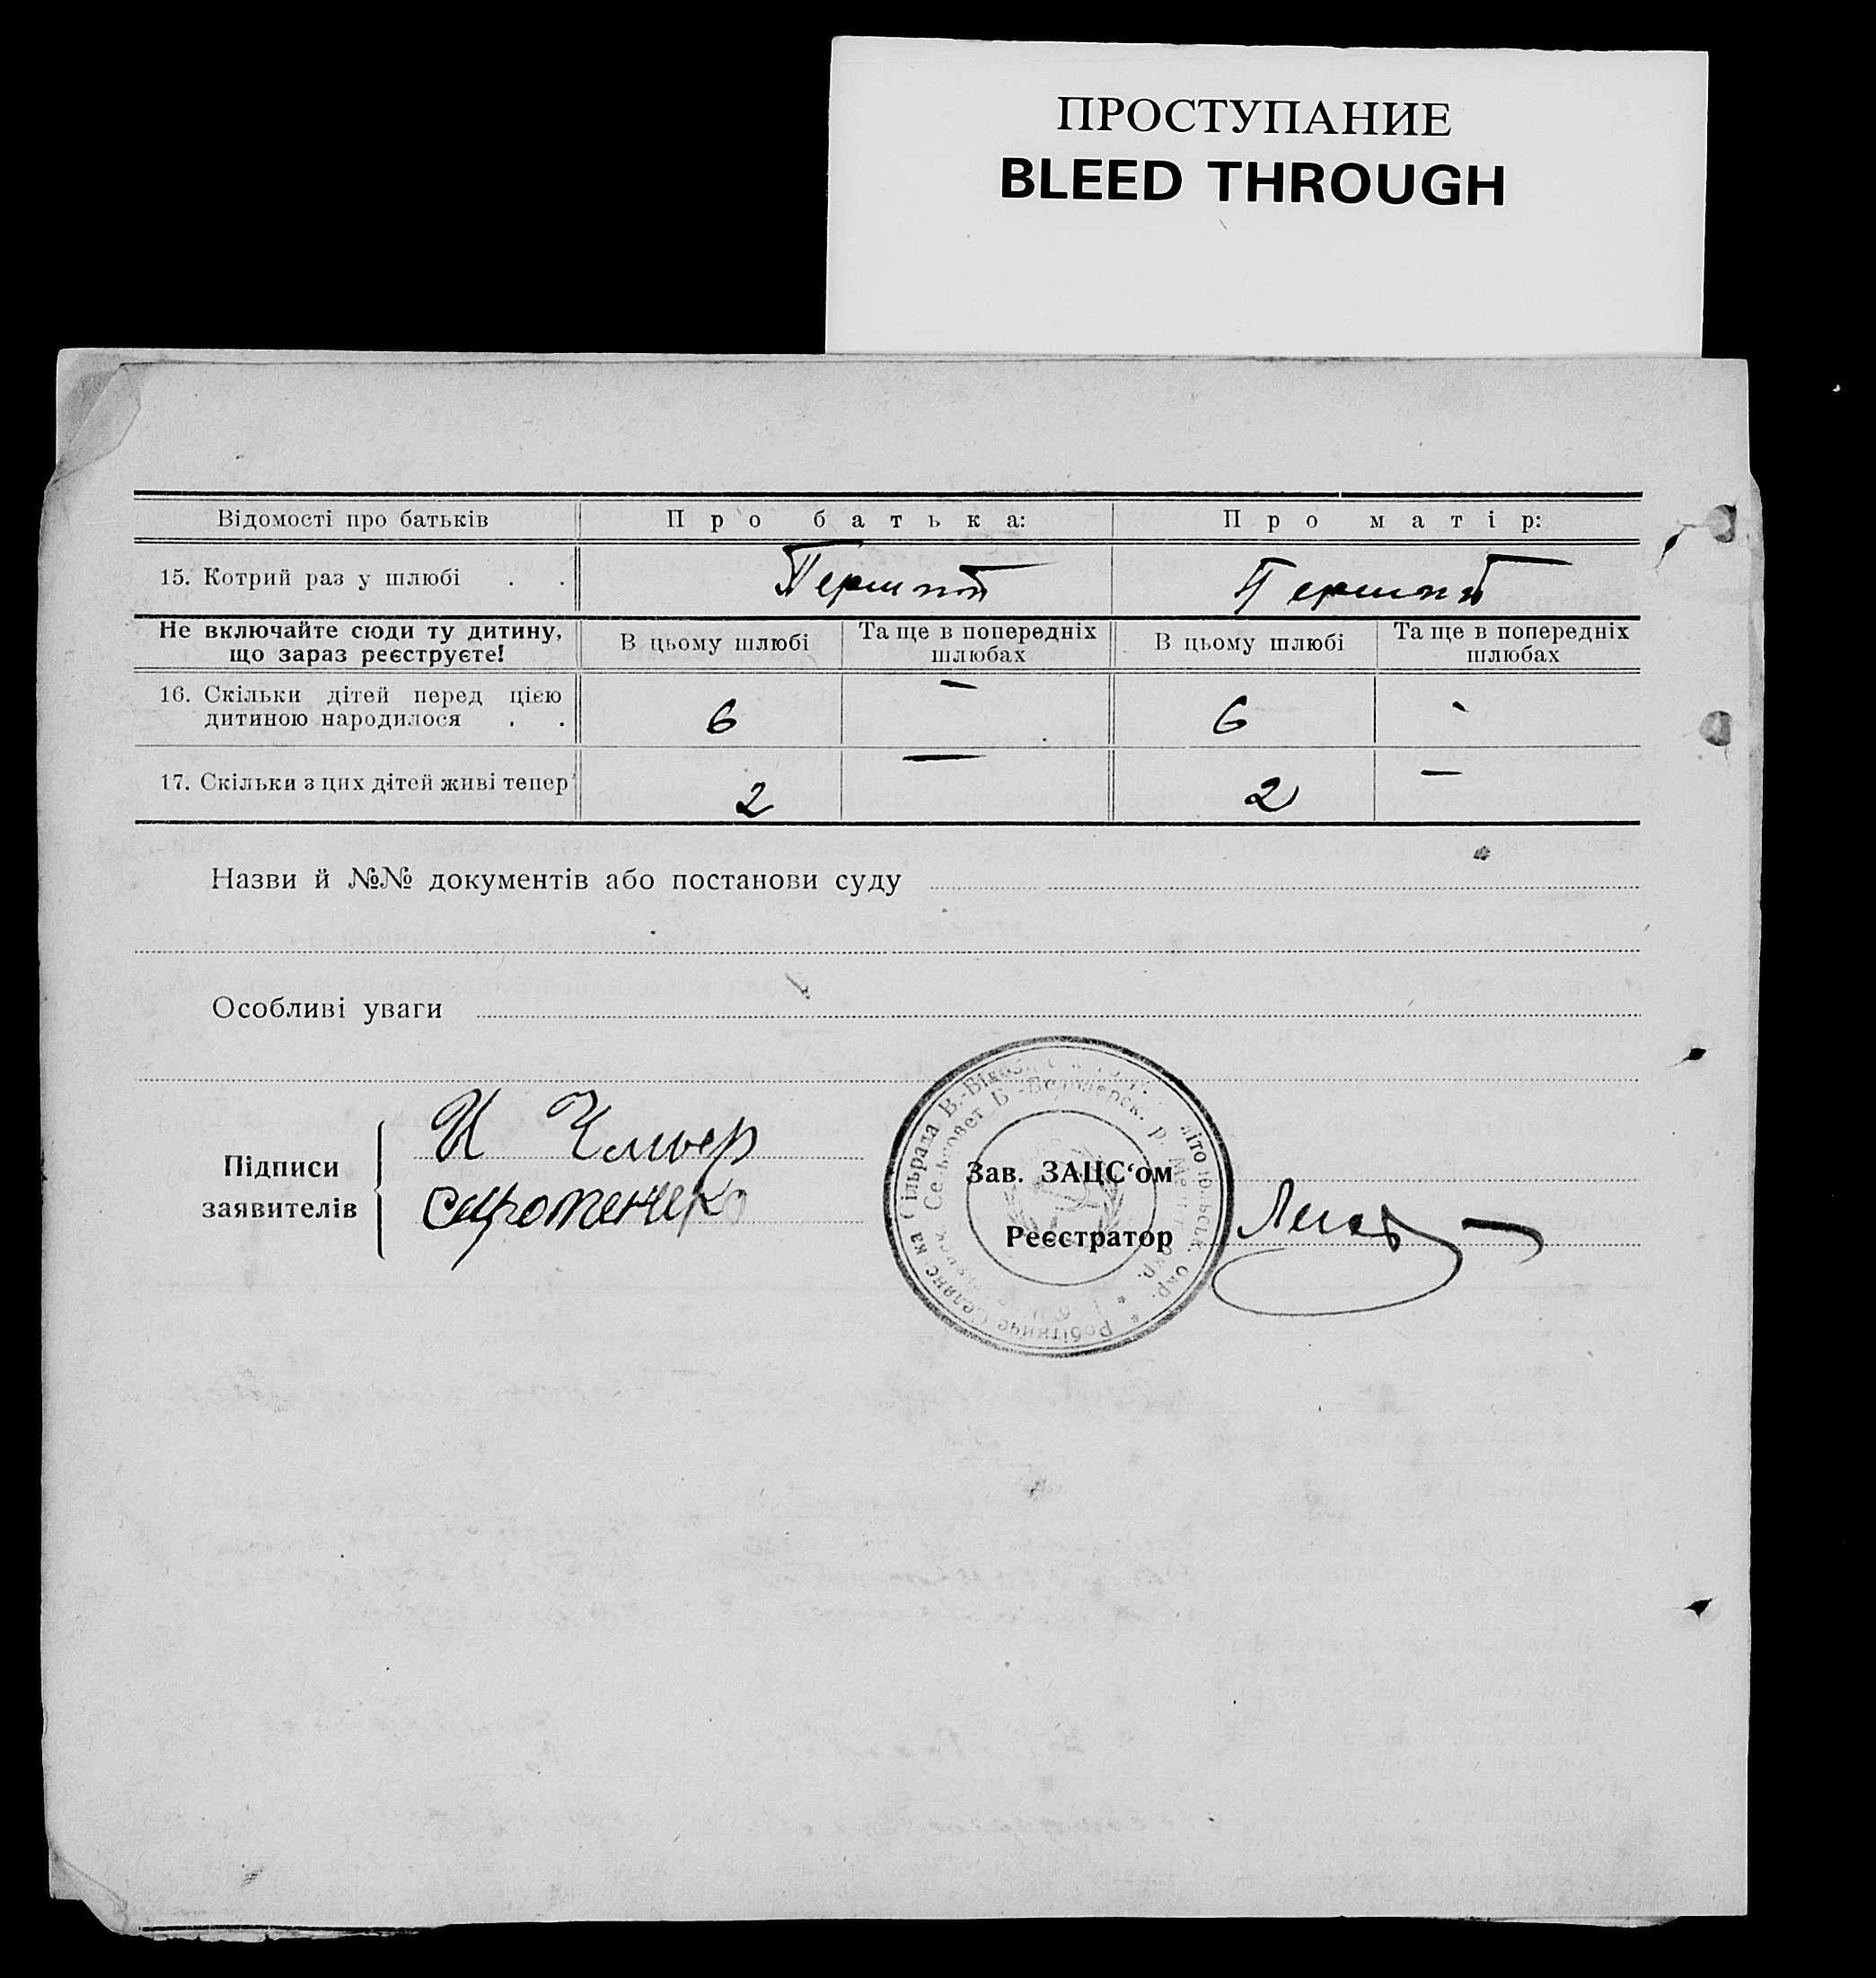 ПРОСТУПАНИЕ
BLEED THROUGH
Відомості про батьків Про батька: Про матір:
15. Котрий раз у шлюбі . . Перший Перший
Не включайте сюди ту дитину, що зараз реєструєте! В цьому шлюбі Та ще в попередніх шлюбах В цьому шлюбі Та ще в попередніх шлюбах
16. Скільки дітей перед цією дитиною народилося . . 6 — 6 -
17. Скільки з цих дітей живі тепер 2 — 2 —
Назви й №№ документів або постанови суду
Особливі уваги
Підписи заявителів
И
Зав. ЗАЦС‘ом
Реєстратор